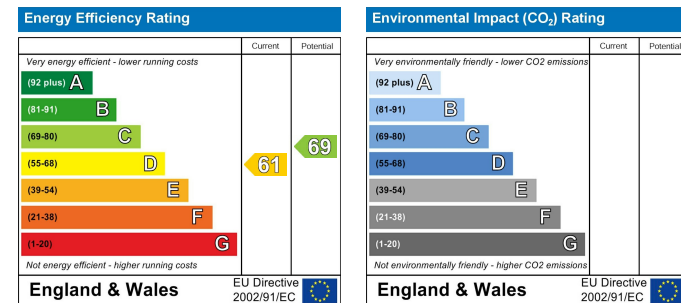 Energy Efficiency Rating
Current Potential
Very energy efficient - lower running costs
(92 plus) A
(81-91) B
(69-80) C
(55-68) D
(39-54) E
(21-38) F
(1-20) G
61
69
Not energy efficient - higher running costs
England & Wales
EU Directive
2002/91/EC
Environmental Impact (CO2) Rating
Current Potential
Very environmentally friendly - lower CO2 emissions
(92 plus) A
(81-91) B
(69-80) C
(55-68) D
(39-54) E
(21-38) F
(1-20) G
Not environmentally friendly - higher CO2 emissions
England & Wales
EU Directive
2002/91/EC